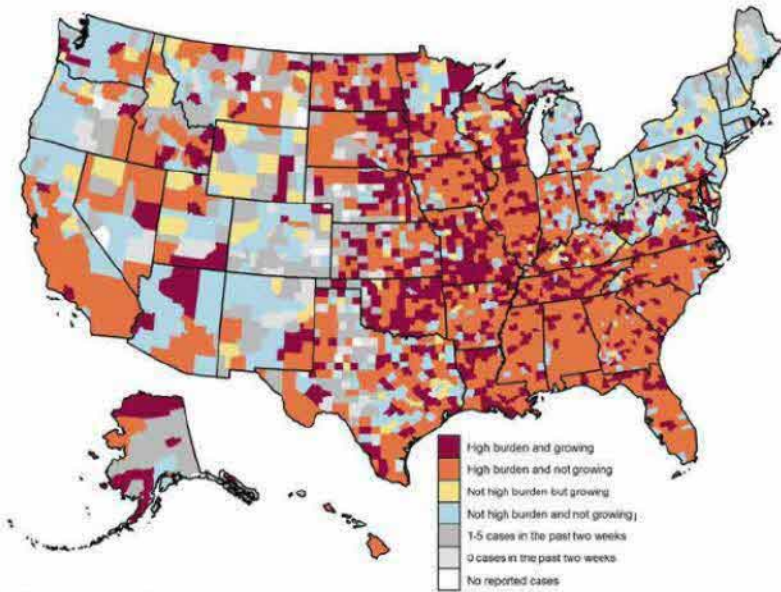 High burden and growing
High burden and not growing
Not high burden but growing
Not high burden and not growing
1-5 cases in the past two weeks
0 cases in the past two weeks
No reported cases